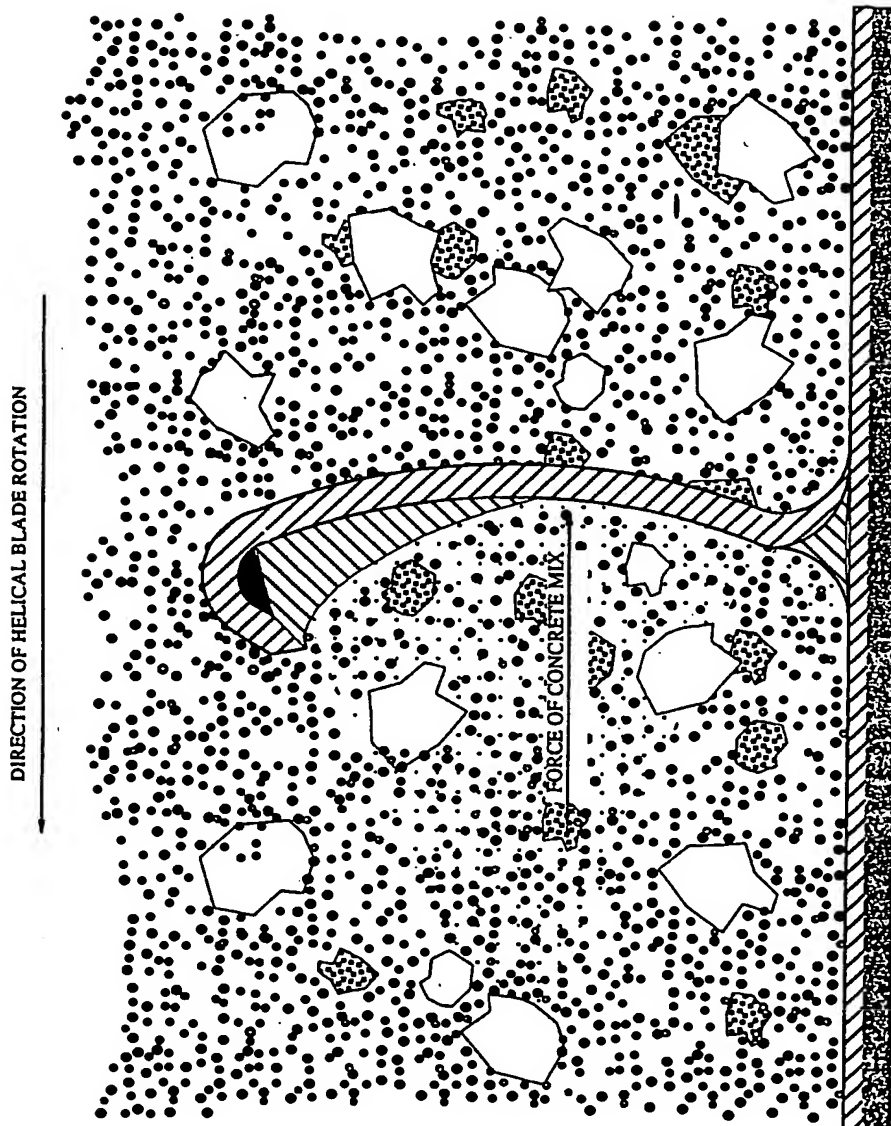 DIRECTION OF HELICAL BLADE ROTATION
FORCE OF CONCRETE MIX